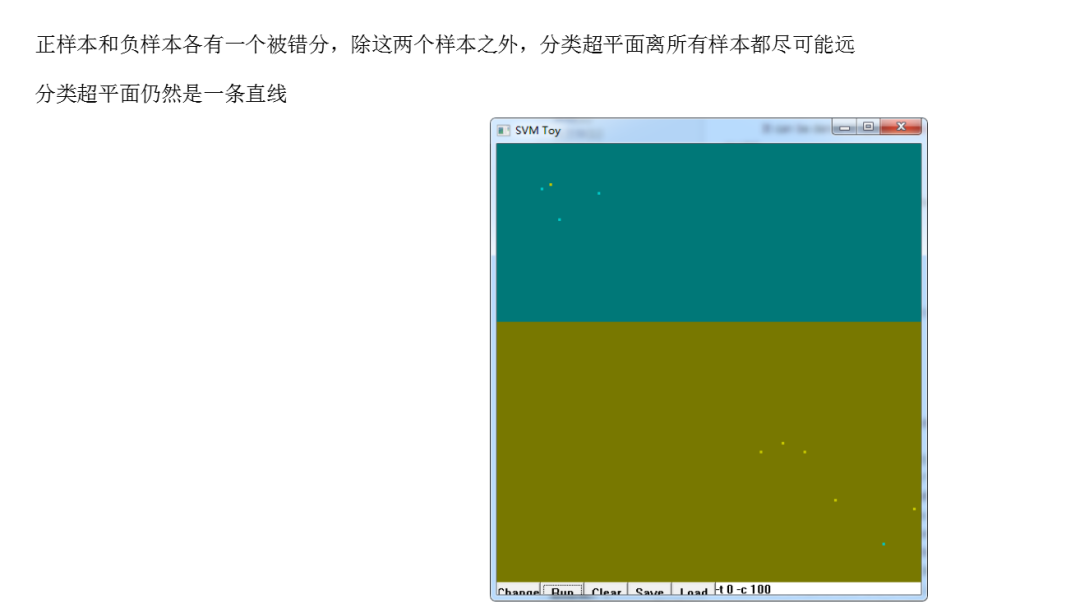 正样本和负样本各有一个被错分，除这两个样本之外，分类超平面离所有样本都尽可能远
分类超平面仍然是一条直线
SVM Toy
Change Run Clear Save Load -t 0 -c 100